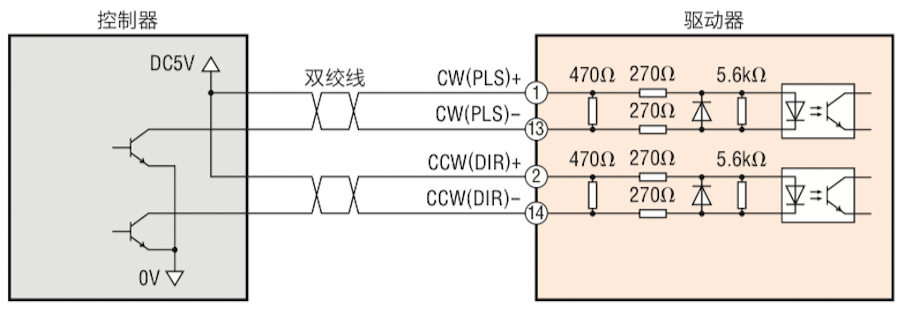 控制器
驱动器
DC5V
双绞线
CW(PLS)+
1
470Ω
270Ω
5.6kΩ
CW(PLS)−
13
270Ω
CCW(DIR)+
2
470Ω
270Ω
5.6kΩ
CCW(DIR)−
14
270Ω
0V